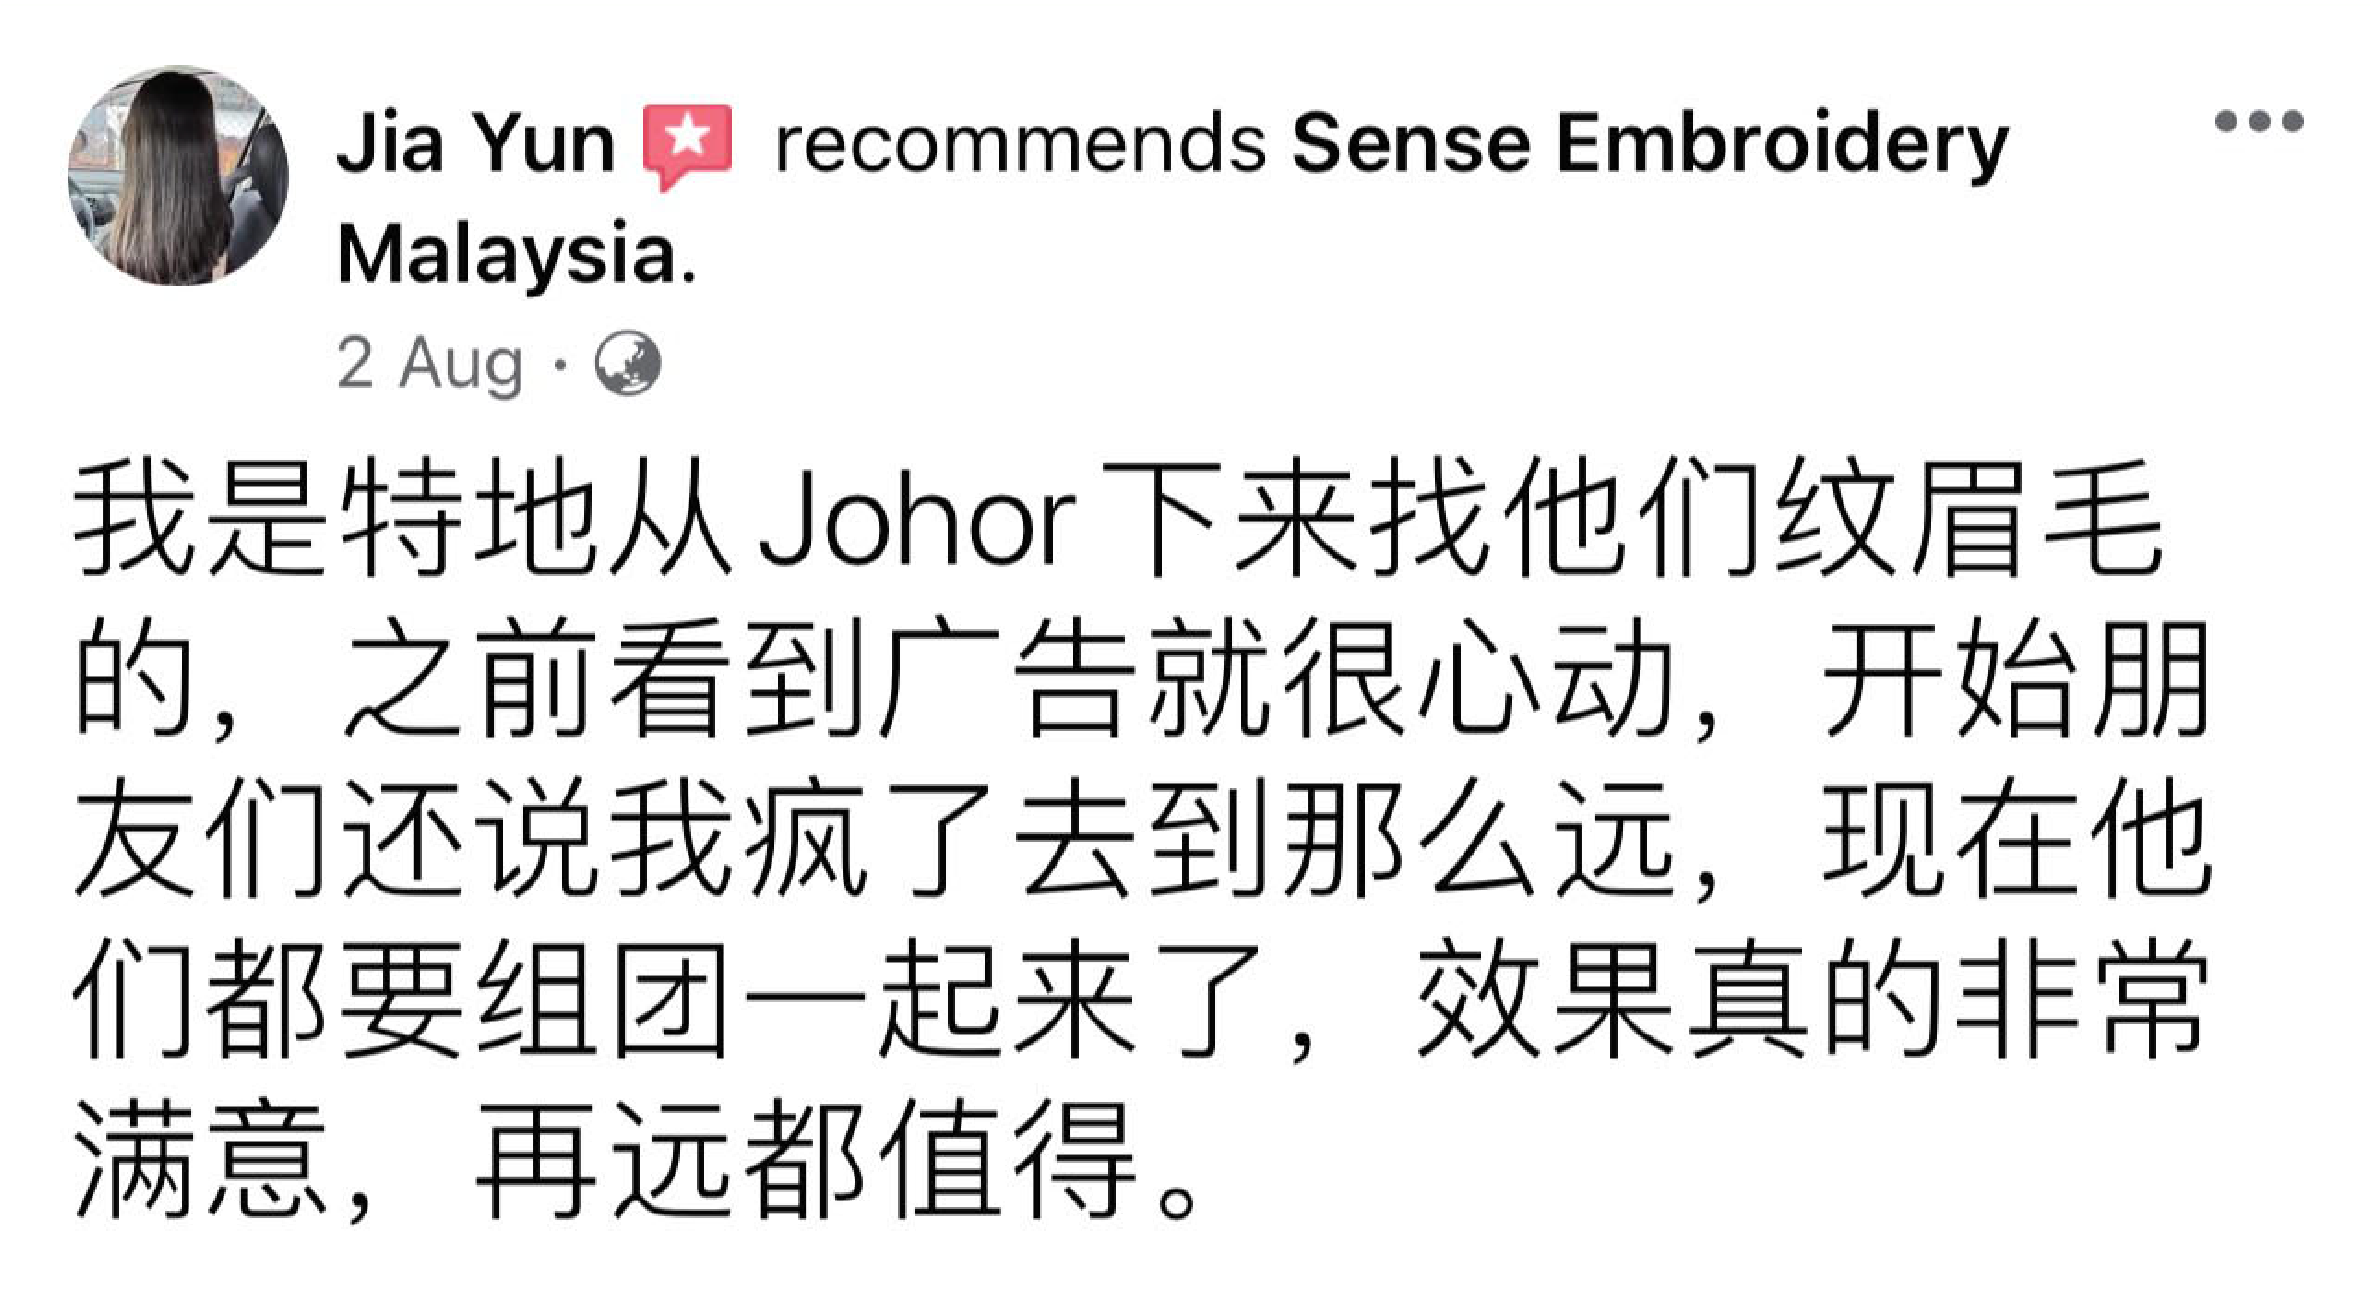 Jia Yun recommends Sense Embroidery
Malaysia.
2 Aug ·
我是特地从Johor下来找他们纹眉毛
的，之前看到广告就很心动，开始朋
友们还说我疯了去到那么远，现在他
们都要组团一起来了，效果真的非常
满意，再远都值得。